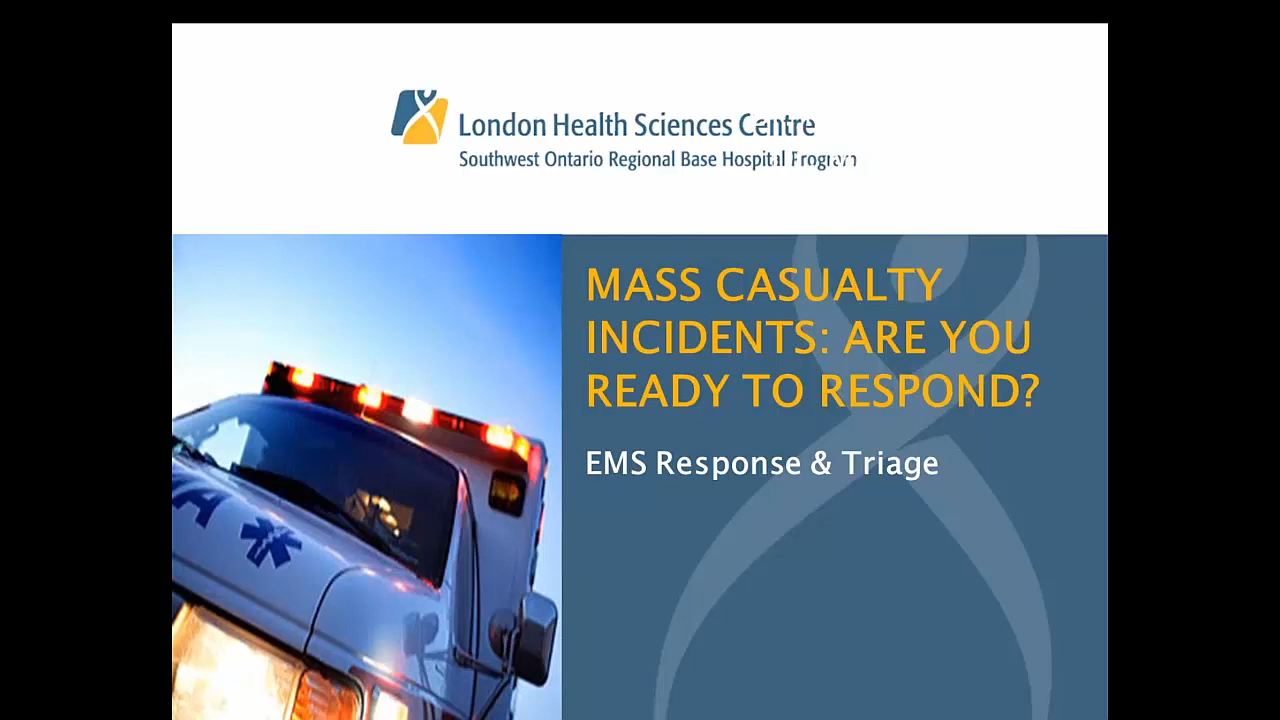 London Health Sciences Centre
Southwest Ontario Regional Base Hospital Program
MASS CASUALTY
INCIDENTS: ARE YOU
READY TO RESPOND?
EMS Response & Triage
A